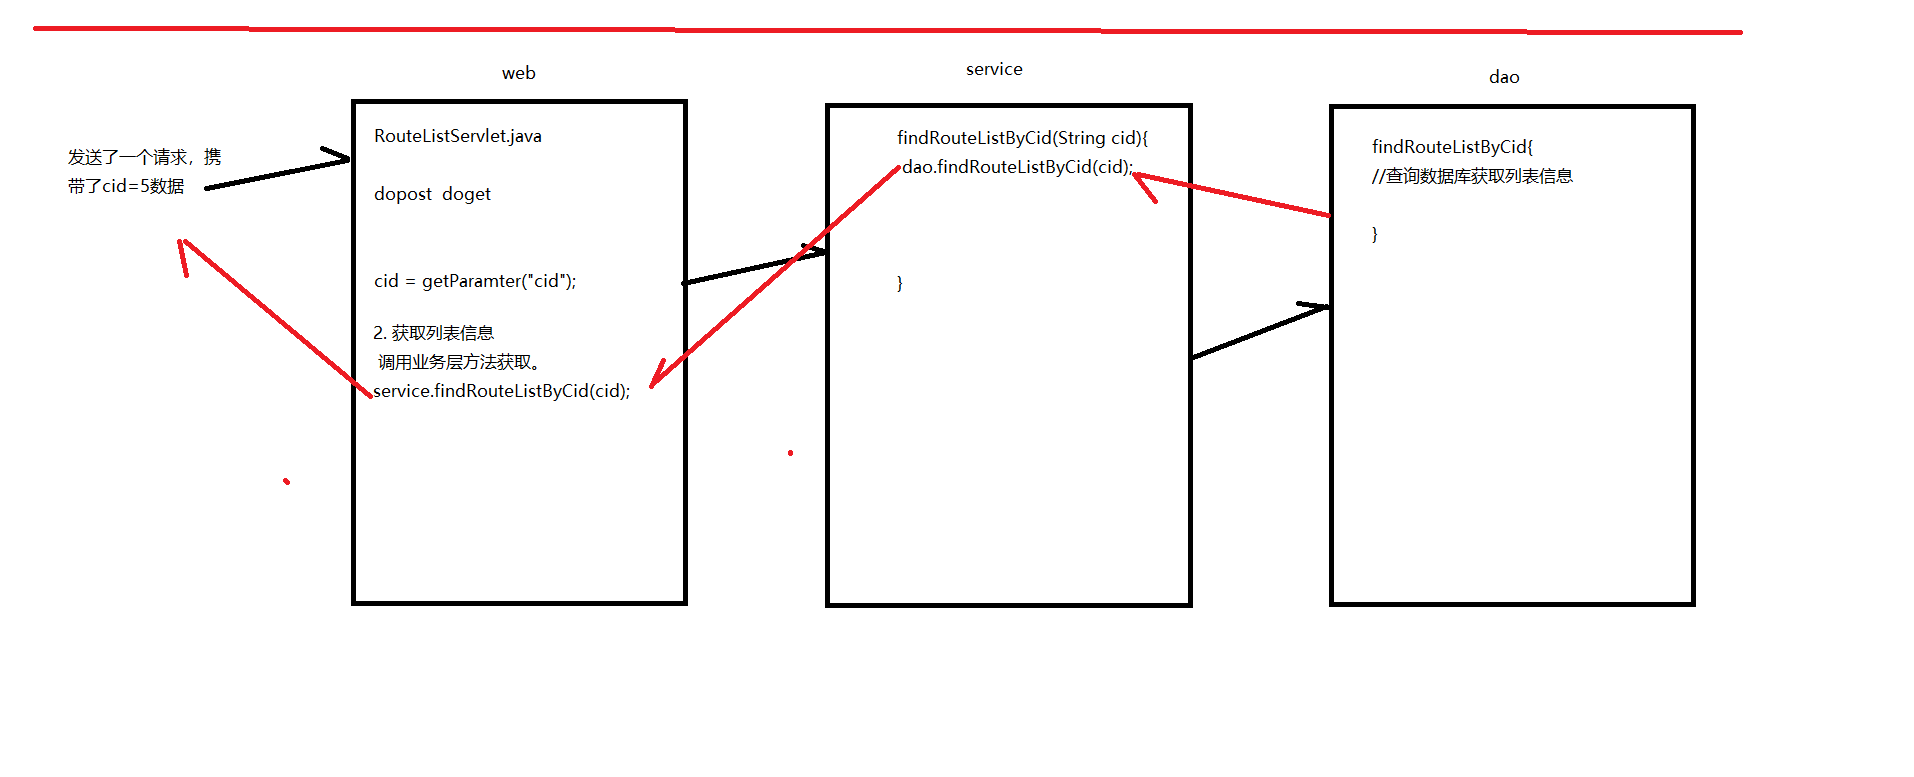 web
service
dao
发送了一个请求，携
带了cid=5数据
RouteListServlet.java
dopost  doget
cid = getParamter("cid");
2. 获取列表信息
调用业务层方法获取。
service.findRouteListByCid(cid);
findRouteListByCid(String cid){
dao.findRouteListByCid(cid);
}
findRouteListByCid{
//查询数据库获取列表信息
}